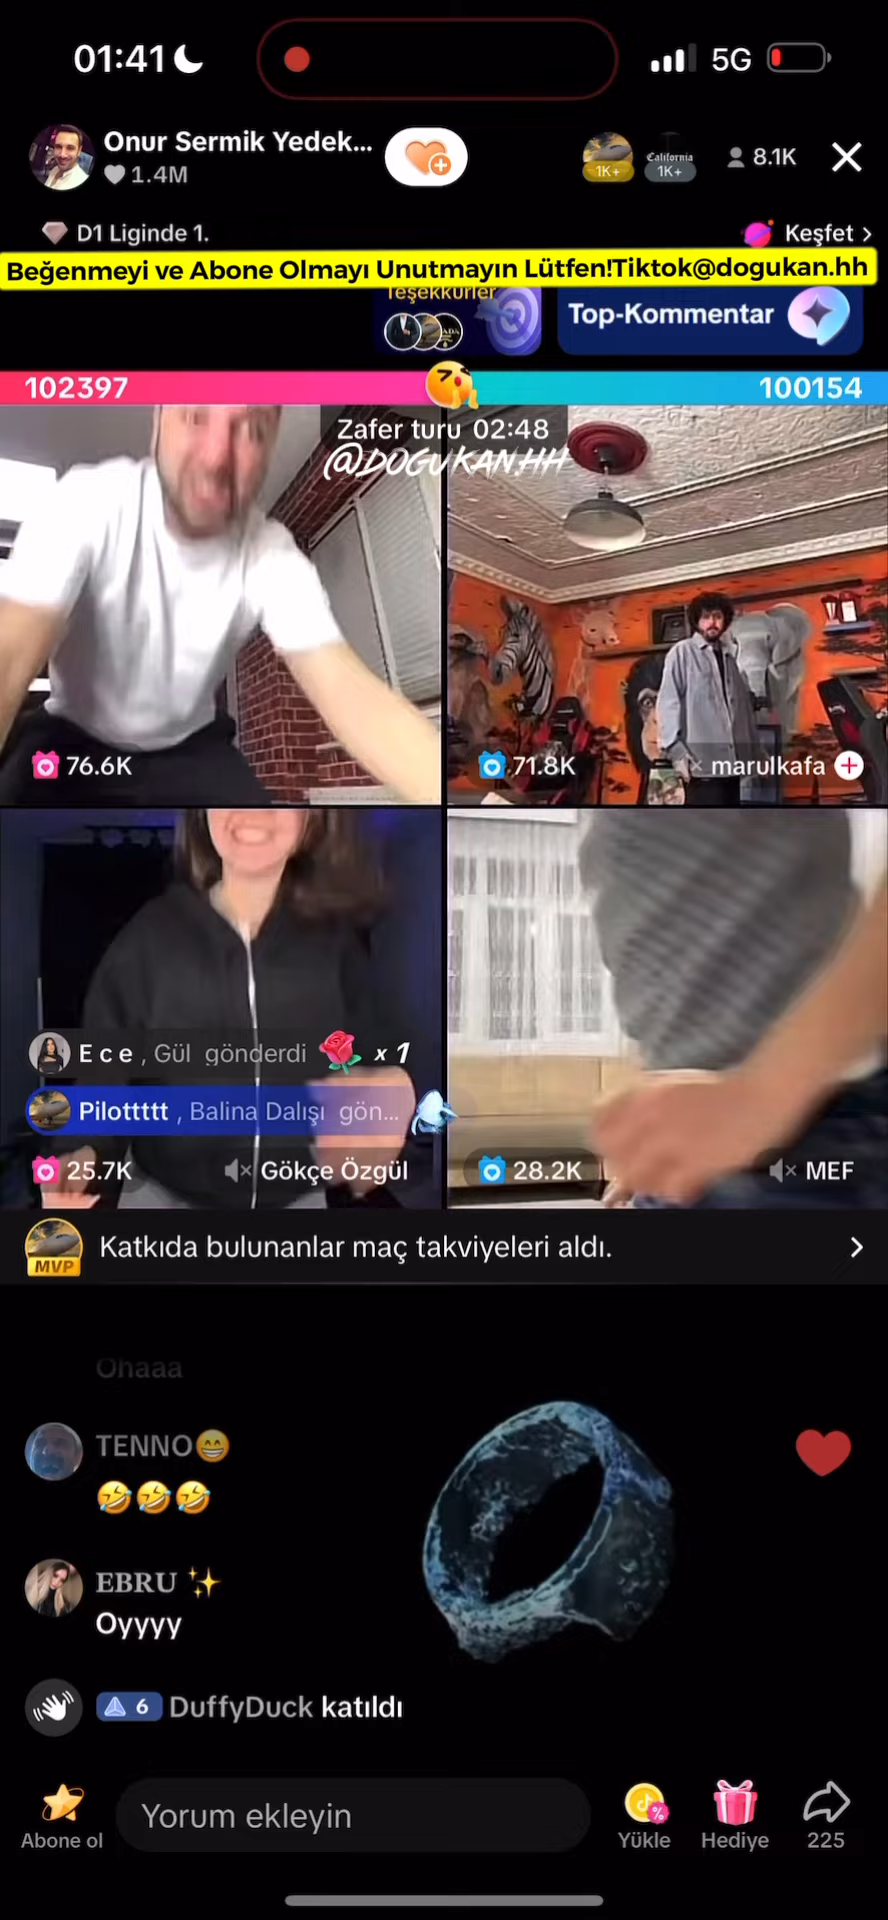 01:41
5G
Onur Sermik Yedek...
1.4M
1K+
California
1K+
8.1K
D1 Liginde 1.
Keşfet >
Beğenmeyi ve Abone Olmayı Unutmayın Lütfen!Tiktok@dogukan.hh
Teşekkürler
Top-Kommentar
102397
100154
Zafer turu 02:48
@DOGUKAN.HH
76.6K
71.8K
marulkafa
E c e , Gül gönderdi x 1
Pilottttt , Balina Dalışı gön...
25.7K
Gökçe Özgül
28.2K
MEF
MVP
Katkıda bulunanlar maç takviyeleri aldı.
Ohaaa
TENNO😁
🤣🤣🤣
EBRU ✨
Oyyyy
6 DuffyDuck katıldı
Yorum ekleyin
Abone ol
Yükle
Hediye
225